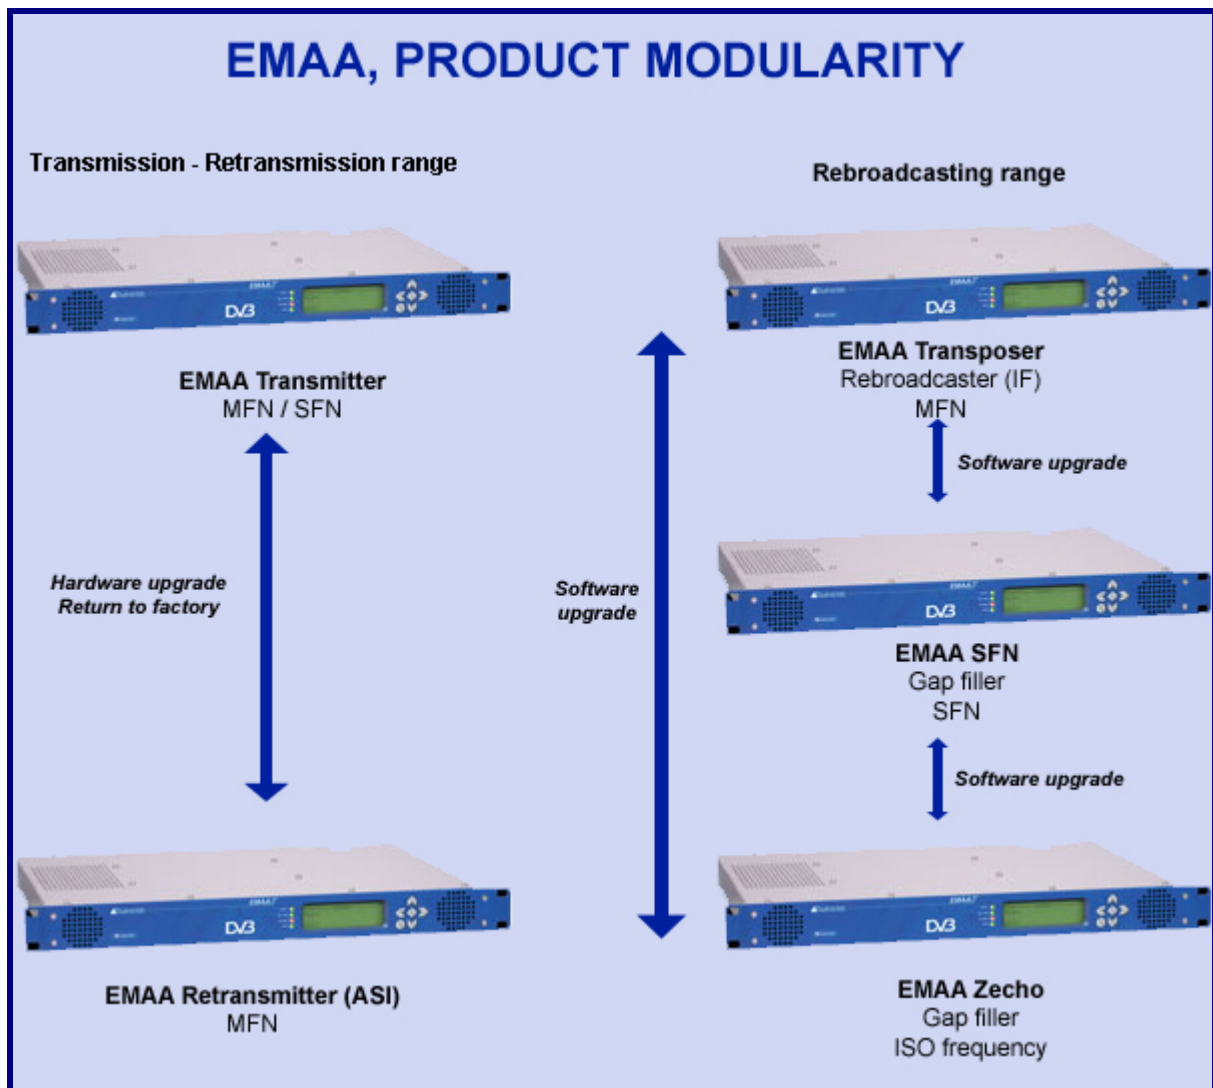 EMAA, PRODUCT MODULARITY
Transmission - Retransmission range
Rebroadcasting range
DVB
EMAA Transmitter
MFN / SFN
Hardware upgrade
Return to factory
DVB
EMAA Retransmitter (ASI)
MFN
Software
upgrade
DVB
EMAA Transposer
Rebroadcaster (IF)
MFN
Software upgrade
DVB
EMAA SFN
Gap filler
SFN
Software upgrade
DVB
EMAA Zecho
Gap filler
ISO frequency